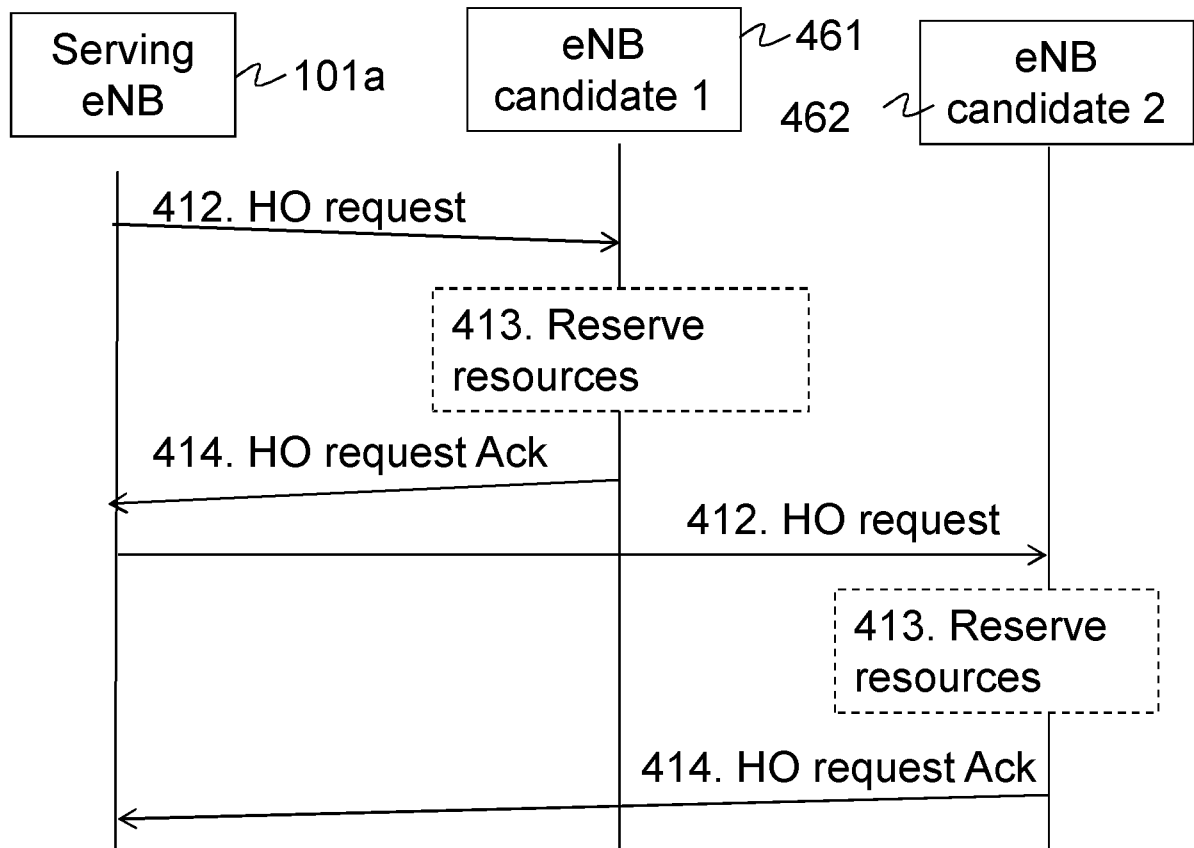 Serving
eNB
101a
eNB
candidate 1
461
eNB
candidate 2
462
412. HO request
413. Reserve
resources
414. HO request Ack
412. HO request
413. Reserve
resources
414. HO request Ack